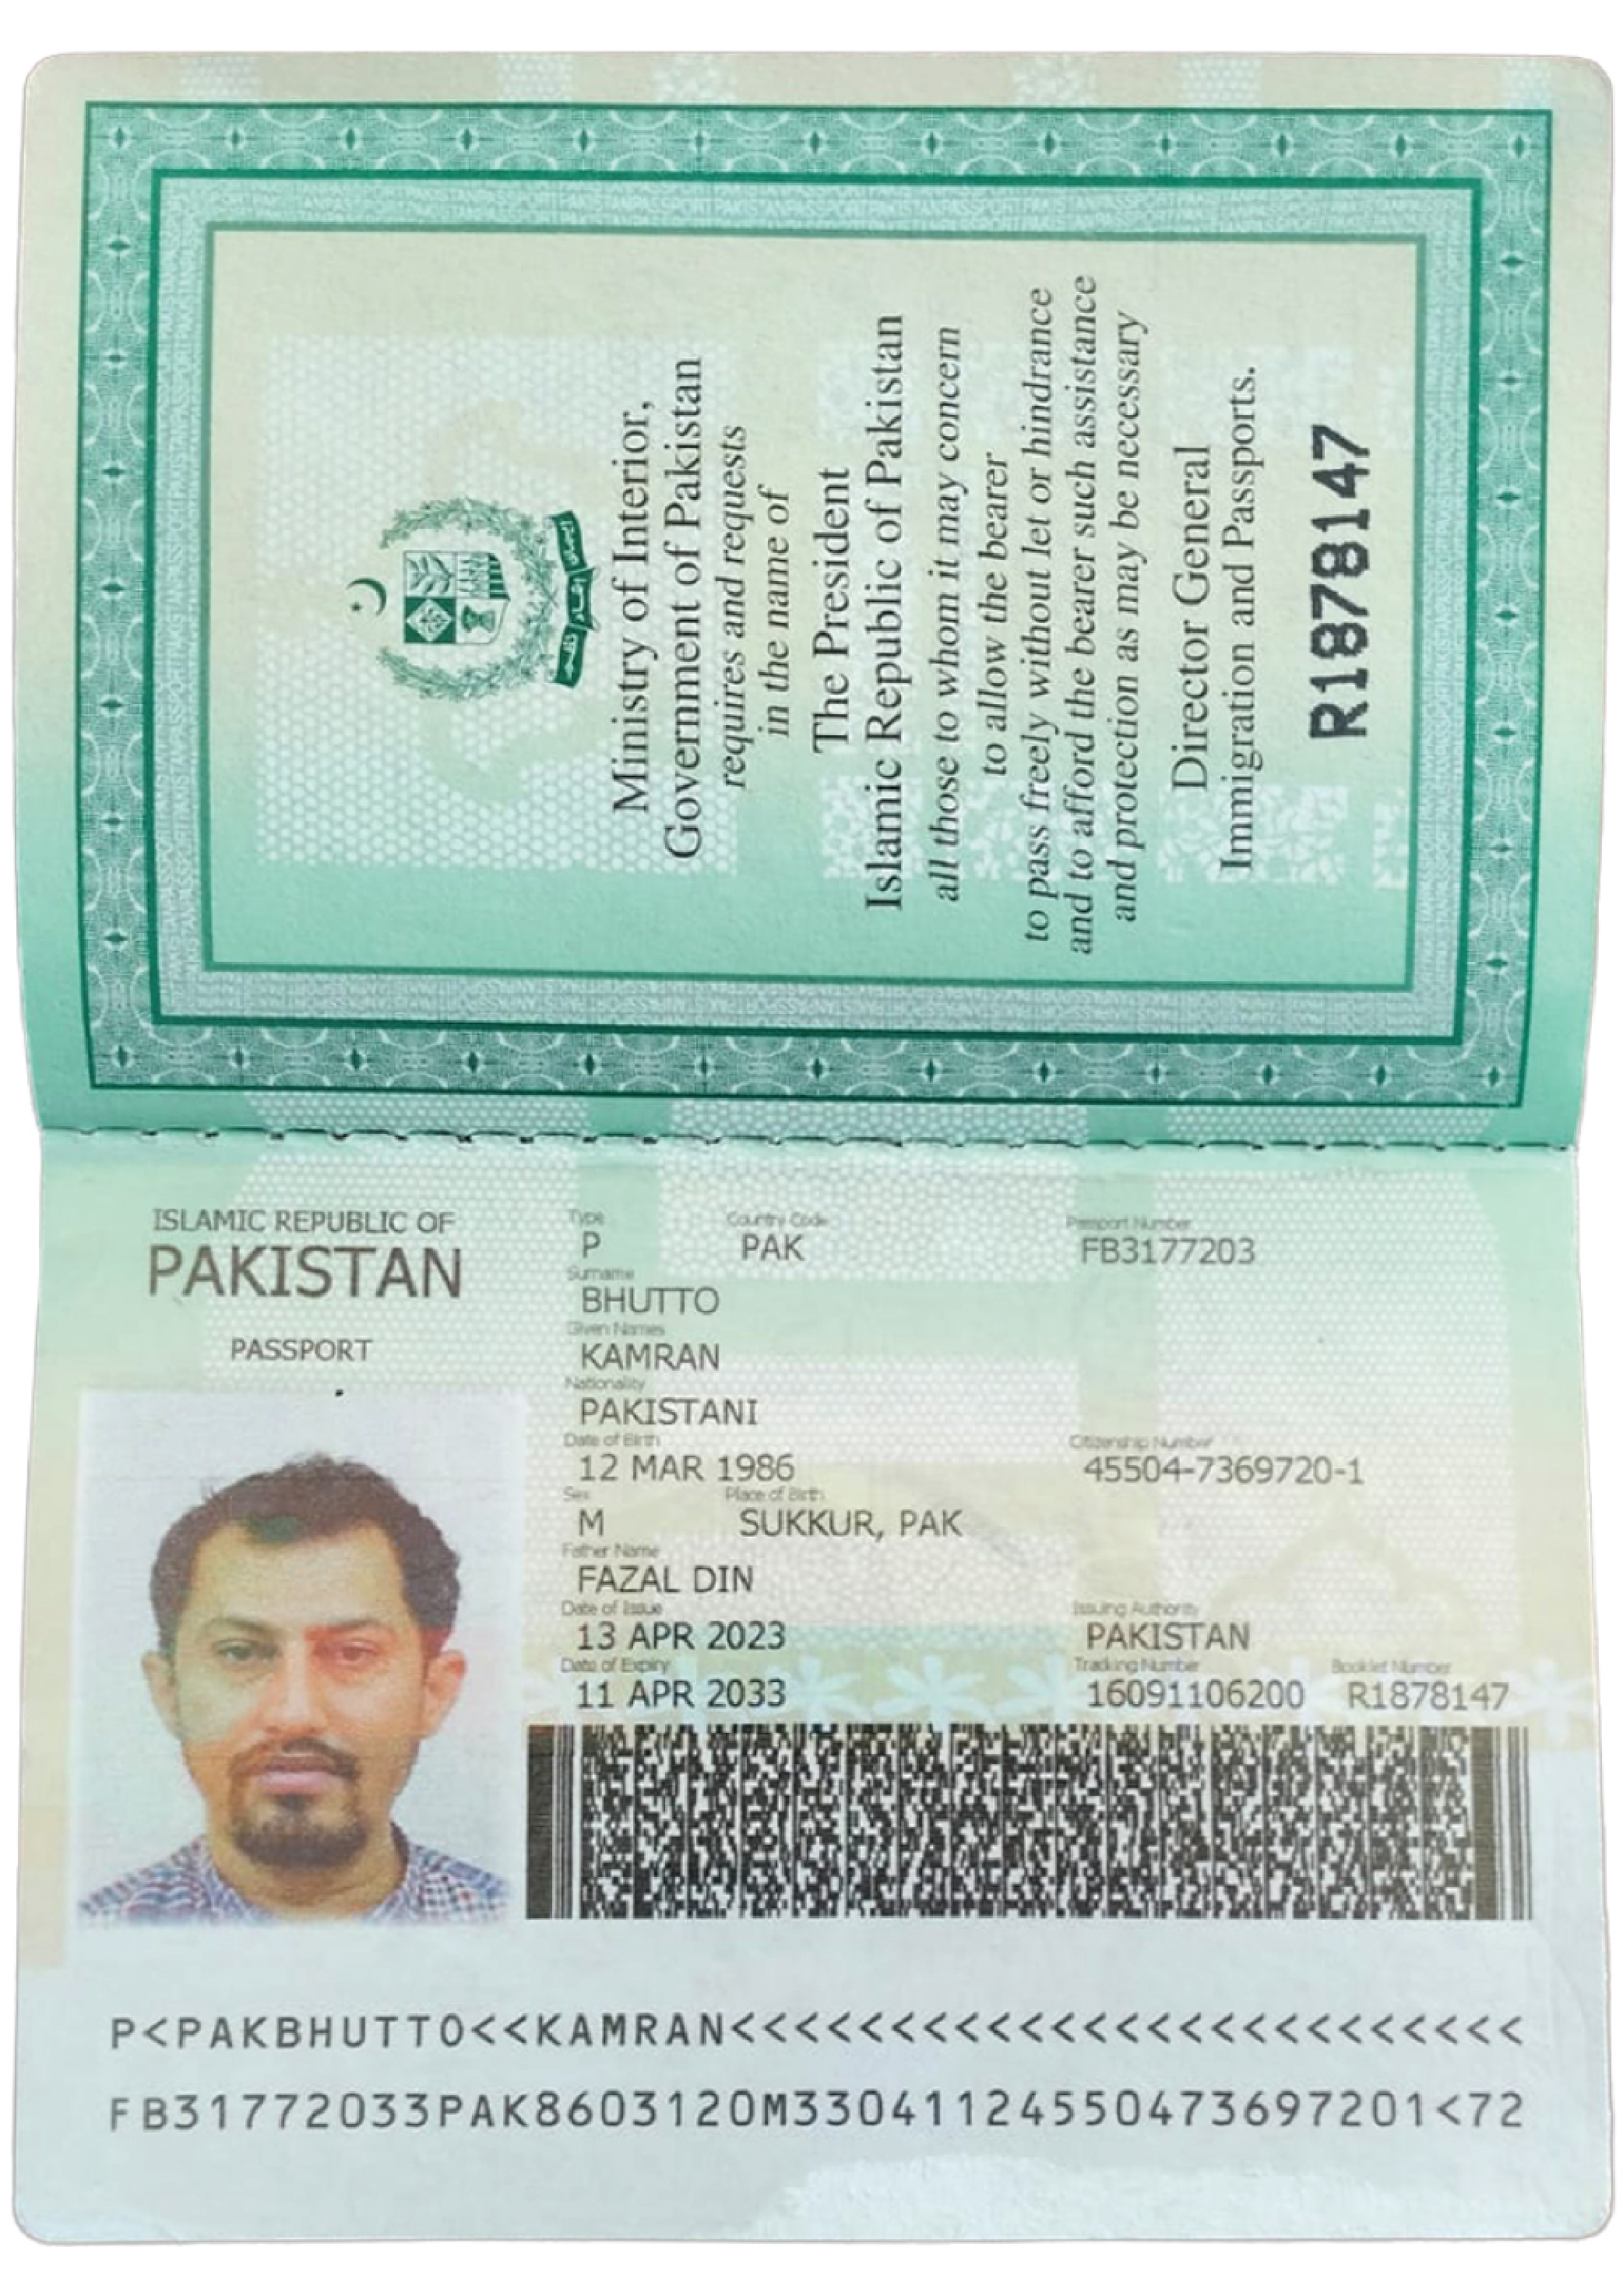 Ministry of Interior,
Government of Pakistan
requires and requests
in the name of
The President
Islamic Republic of Pakistan
all those to whom it may concern
to allow the bearer
to pass freely without let or hindrance
and to afford the bearer such assistance
and protection as may be necessary
Director General
Immigration and Passports.
R1878147
ISLAMIC REPUBLIC OF
PAKISTAN
PASSPORT
Type Country Code Passport Number
P PAK FB3177203
Surname
BHUTTO
Given Names
KAMRAN
Nationality
PAKISTANI
Date of Birth Citizenship Number
12 MAR 1986 45504-7369720-1
Sex Place of Birth
M SUKKUR, PAK
Father Name
FAZAL DIN
Date of Issue Issuing Authority
13 APR 2023 PAKISTAN
Date of Expiry Tracking Number Booklet Number
11 APR 2033 16091106200 R1878147
P<PAKBHUTTO<<KAMRAN<<<<<<<<<<<<<<<<<<<<<<<<<
FB31772033PAK8603120M33041124550473697201<72